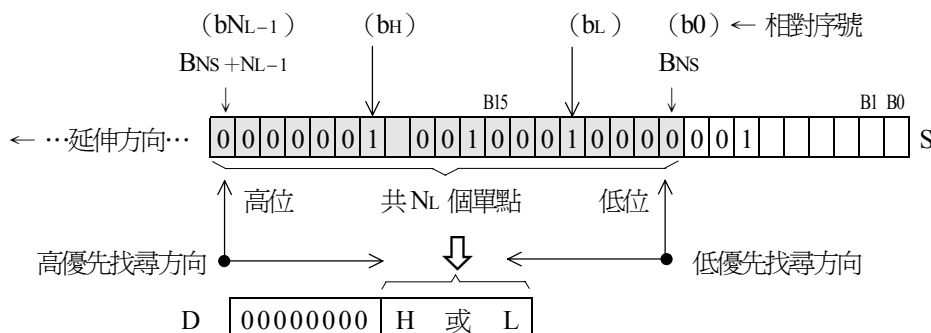 (bNL-1) (bH) (bL) (b0) ← 相對序號
BNS+NL-1 BNS
B15 B1 B0
← …延伸方向… 0 0 0 0 0 0 1 0 0 1 0 0 0 1 0 0 0 0 0 0 1 S
高位 共 NL 個單點 低位
高優先找尋方向 低優先找尋方向
D 00000000 H 或 L